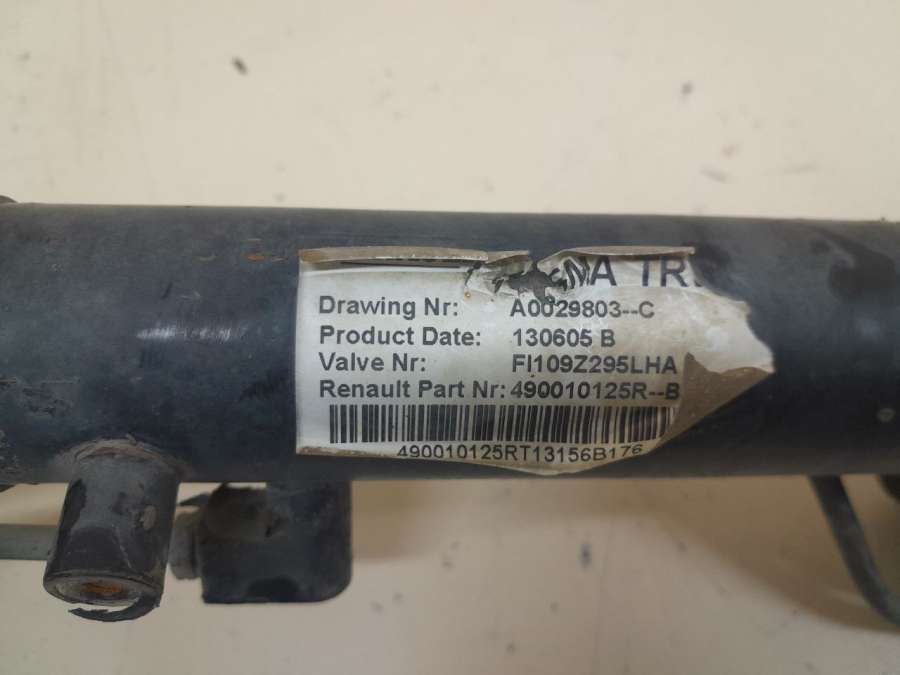 Drawing Nr: A0029803--C
Product Date: 130605 B
Valve Nr: FI109Z295LHA
Renault Part Nr: 490010125R--B
490010125RT13156B176